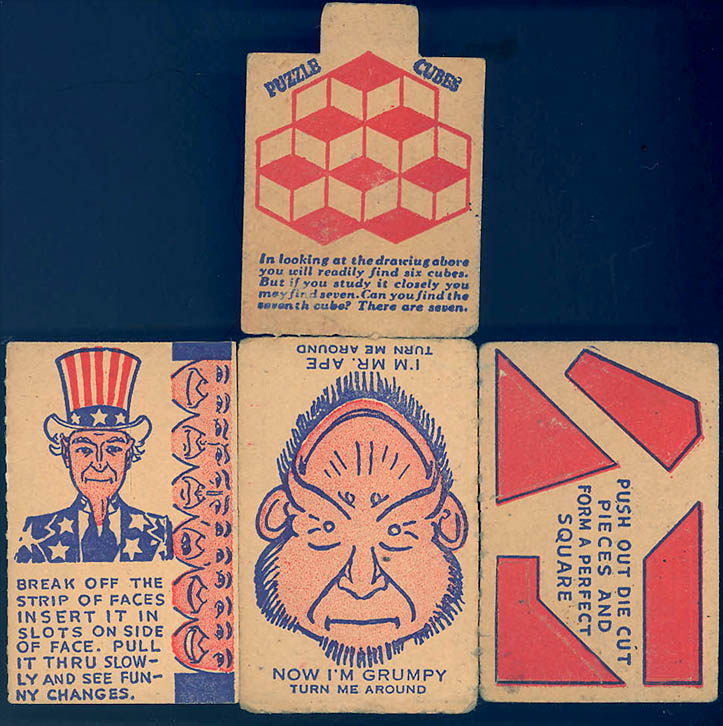 PUZZLE CUBES
In looking at the drawiug above
you will readily find six cubes.
But if you study it closely you
may find seven. Can you find the
seventh cube? There are seven.
BREAK OFF THE
STRIP OF FACES
INSERT IT IN
SLOTS ON SIDE
OF FACE. PULL
IT THRU SLOW-
LY AND SEE FUN-
NY CHANGES.
I'M MR. APE
TURN ME AROUND
NOW I'M GRUMPY
TURN ME AROUND
PUSH OUT DIE CUT
PIECES AND
FORM A PERFECT
SQUARE